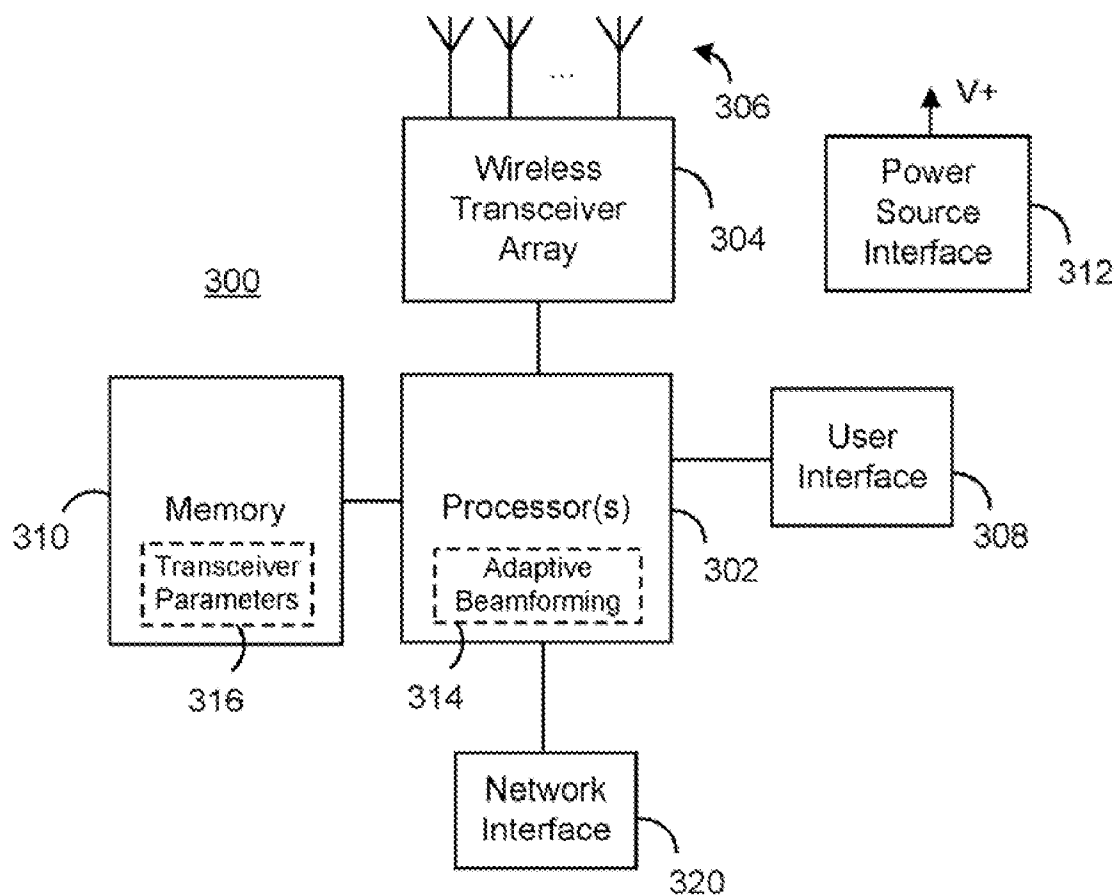 ...
306
V+
Wireless
Transceiver
Array
304
Power
Source
Interface
312
300
User
Interface
308
310
Memory
Transceiver
Parameters
316
Processor(s)
Adaptive
Beamforming
302
314
Network
Interface
320